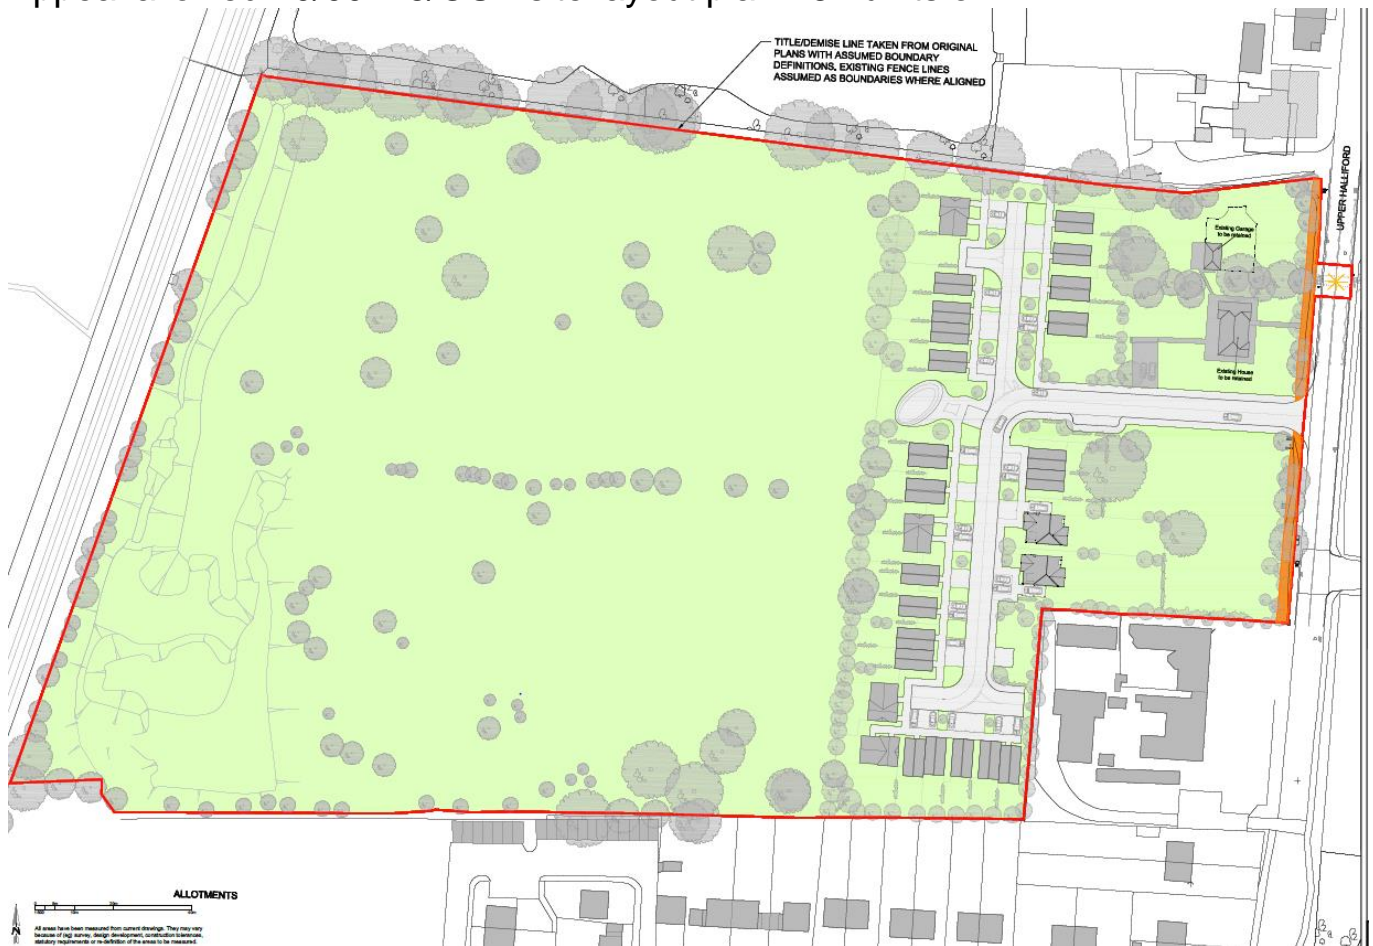 TITLE/DEMISE LINE TAKEN FROM ORIGINAL
PLANS WITH ASSUMED BOUNDARY
DEFINITIONS. EXISTING FENCE LINES
ASSUMED AS BOUNDARIES WHERE ALIGNED
UPPER HALLIFORD
Existing Garage
to be retained
Existing House
to be retained
ALLOTMENTS
All areas have been measured from current drawings. They may vary
because of (eg) survey, design development, construction tolerances,
statutory requirements or re-definition of the areas to be measured.
N